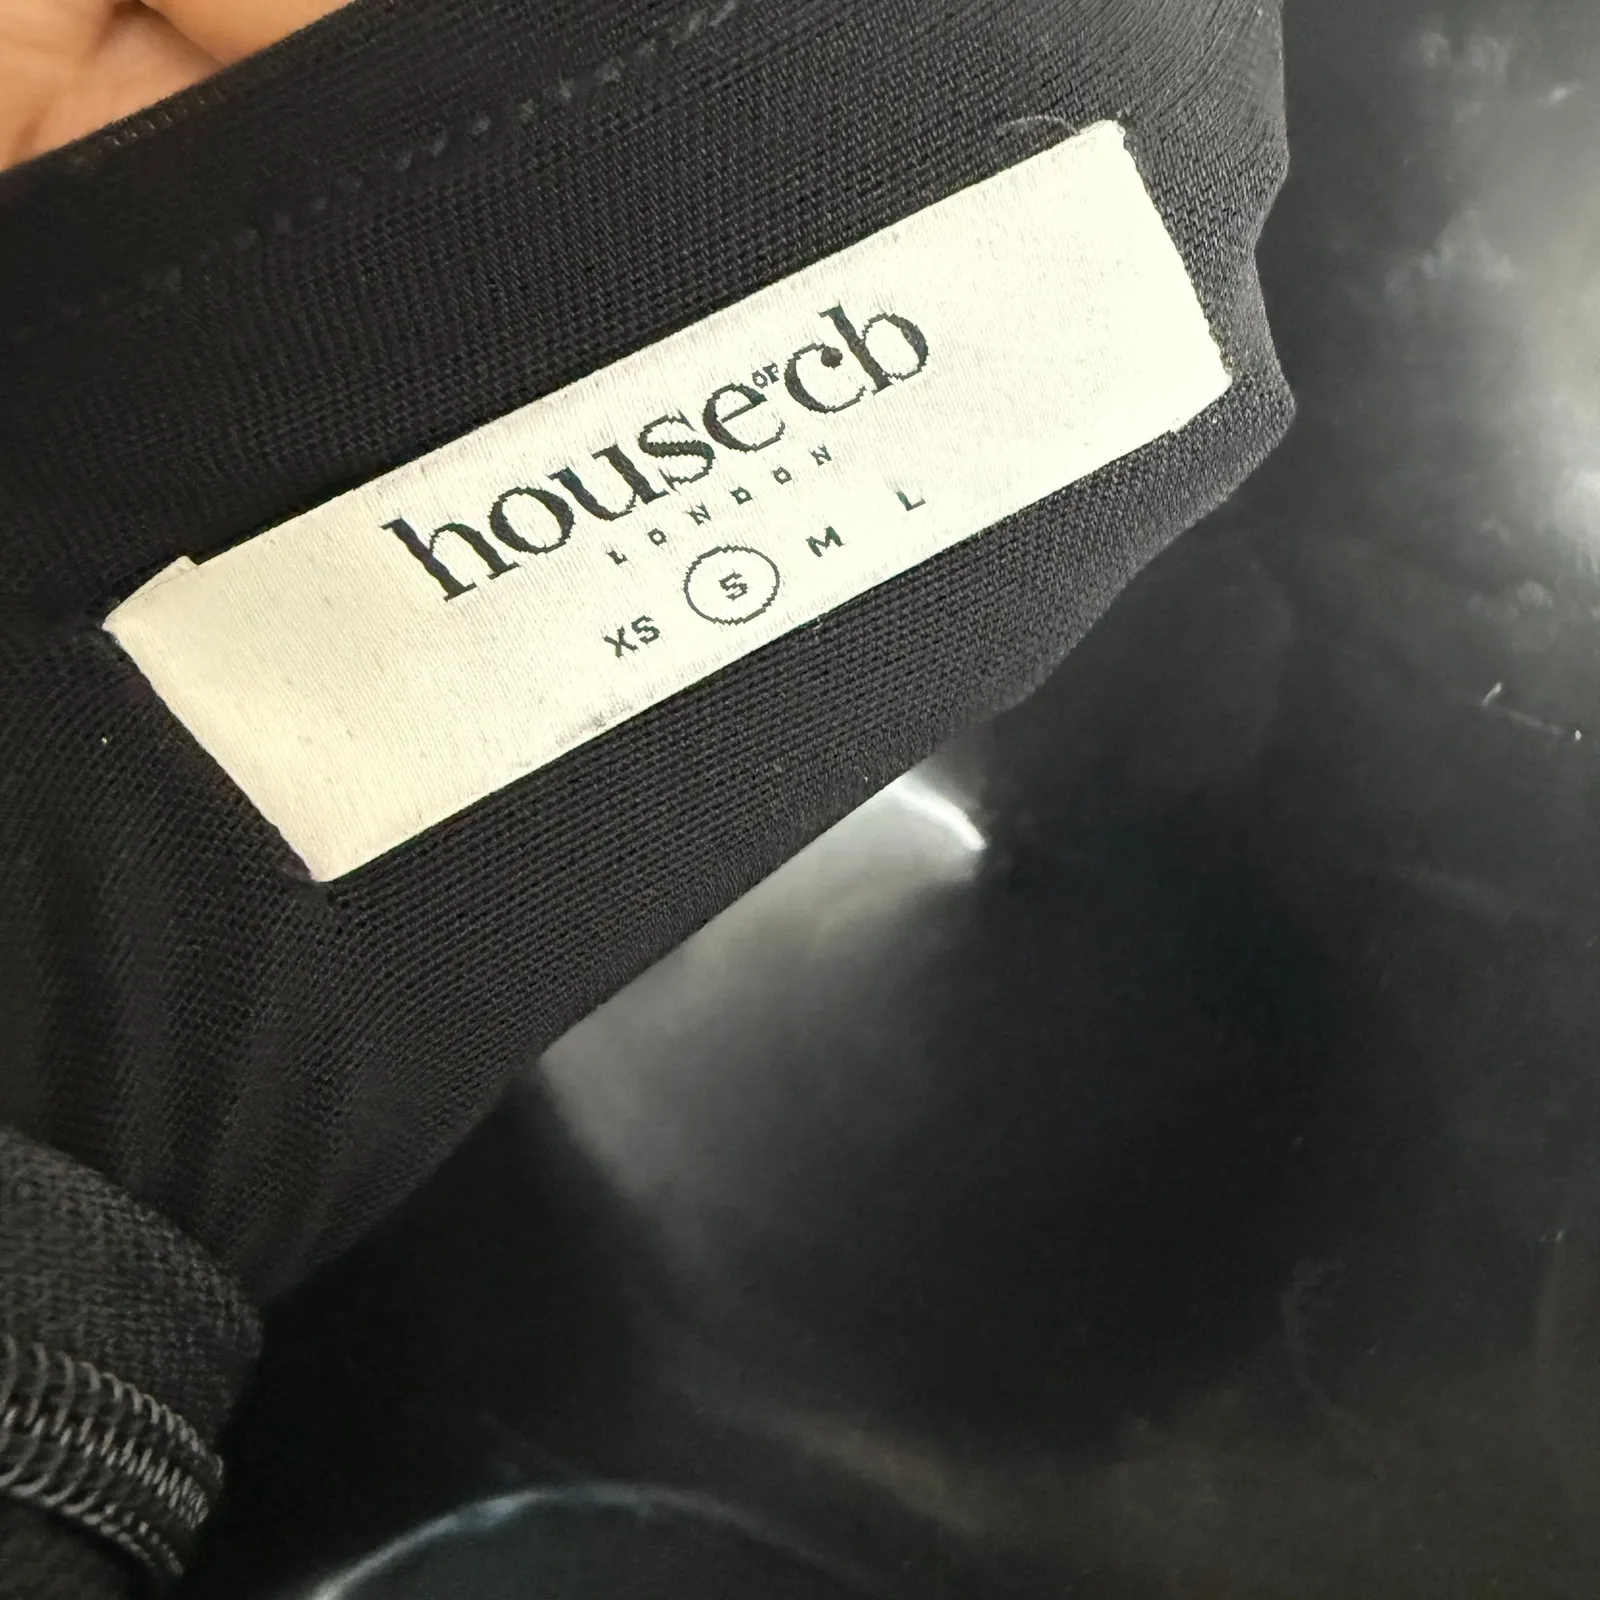 house OF cb
LONDON
XS S M L